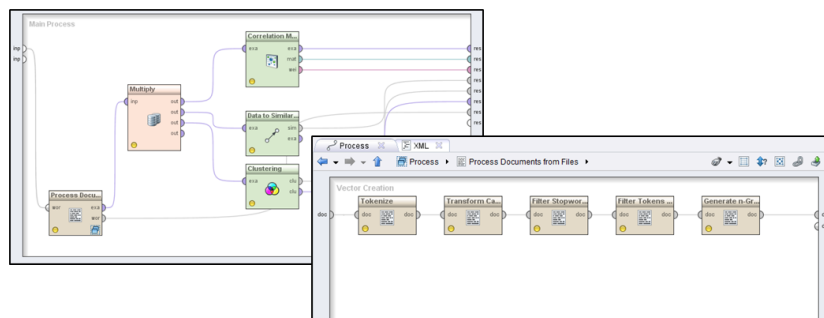 Main Process
inp
inp
Correlation M...
exa
exa
mat
wei
res
res
res
res
res
res
res
res
Multiply
inp
out
out
out
out
Data to Similar...
exa
sim
exa
Clustering
exa
clu
clu
Process Docu...
wor
exa
wor
Process
XML
Process
Process Documents from Files
Vector Creation
doc
Tokenize
doc
doc
Transform Ca...
doc
doc
Filter Stopwor...
doc
doc
Filter Tokens ...
doc
doc
Generate n-Gr...
doc
doc